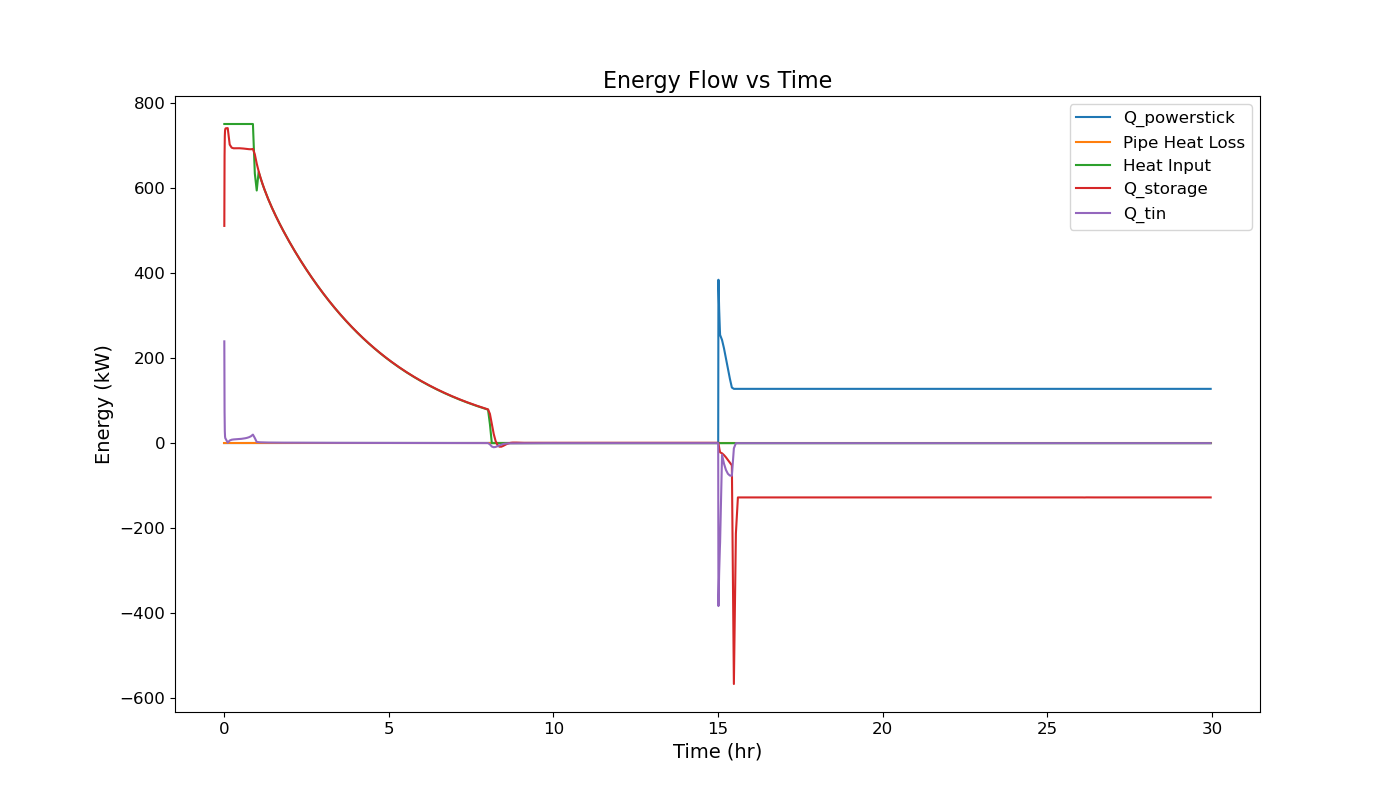 Energy Flow vs Time
Energy (kW)
800
600
400
200
0
−200
−400
−600
Q_powerstick
Pipe Heat Loss
Heat Input
Q_storage
Q_tin
0 5 10 15 20 25 30
Time (hr)